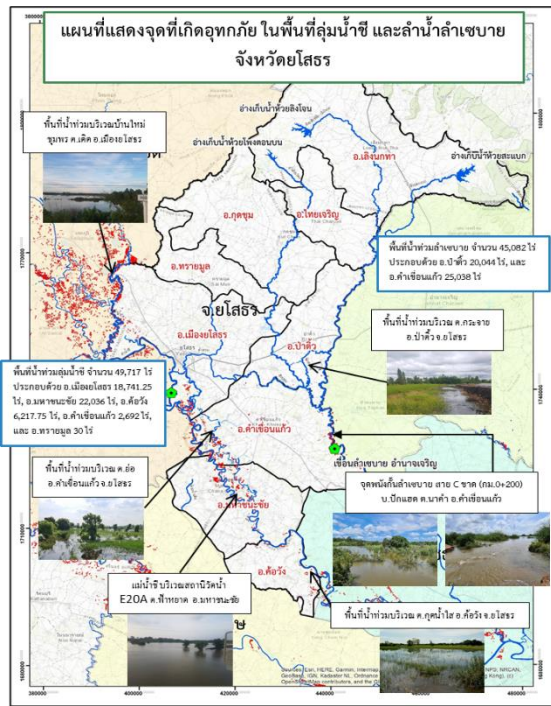 แผนที่แสดงจุดที่เกิดอุทกภัย ในพื้นที่ลุ่มน้ำชี และลำน้ำลำเซบาย
จังหวัดยโสธร
อ่างเก็บน้ำห้วยลิงโจน
อ่างเก็บน้ำห้วยโพง
อ่างเก็บน้ำห้วยสะแบก
อ.เลิงนกทา
พื้นที่น้ำท่วมบริเวณบ้านใหม่
ชุมพร ต.เดิด อ.เมืองยโสธร
อ.กุดชุม
อ.ไทยเจริญ
อ.ทรายมูล
จ.ยโสธร
พื้นที่น้ำท่วมลำเซบาย จำนวน 45,082 ไร่
ประกอบด้วย อ.ป่าติ้ว 20,044 ไร่, และ
อ.คำเขื่อนแก้ว 25,038 ไร่
อ.เมืองยโสธร
อ.ป่าติ้ว
พื้นที่น้ำท่วมบริเวณ ต.กระจาย
อ.ป่าติ้ว จ.ยโสธร
พื้นที่น้ำท่วมลุ่มน้ำชี จำนวน 49,717 ไร่
ประกอบด้วย อ.เมืองยโสธร 18,741.25
ไร่, อ.มหาชนะชัย 22,036 ไร่, อ.ค้อวัง
6,217.75 ไร่, อ.คำเขื่อนแก้ว 2,692 ไร่,
และ อ.ทรายมูล 30 ไร่
อ.คำเขื่อนแก้ว
เขื่อนลำเซบาย อำนาจเจริญ
พื้นที่น้ำท่วมบริเวณ ต.ย่อ
อ.คำเขื่อนแก้ว จ.ยโสธร
จุดพนังกั้นลำเซบาย สาย C ขาด (กม.0+200)
บ.ปักแฮด ต.นาคำ อ.คำเขื่อนแก้ว
อ.มหาชนะชัย
อ.ค้อวัง
แม่น้ำชี บริเวณสถานีวัดน้ำ
E20A ต.ฟ้าหยาด อ.มหาชนะชัย
พื้นที่น้ำท่วมบริเวณ ต.กุดน้ำใส อ.ค้อวัง จ.ยโสธร